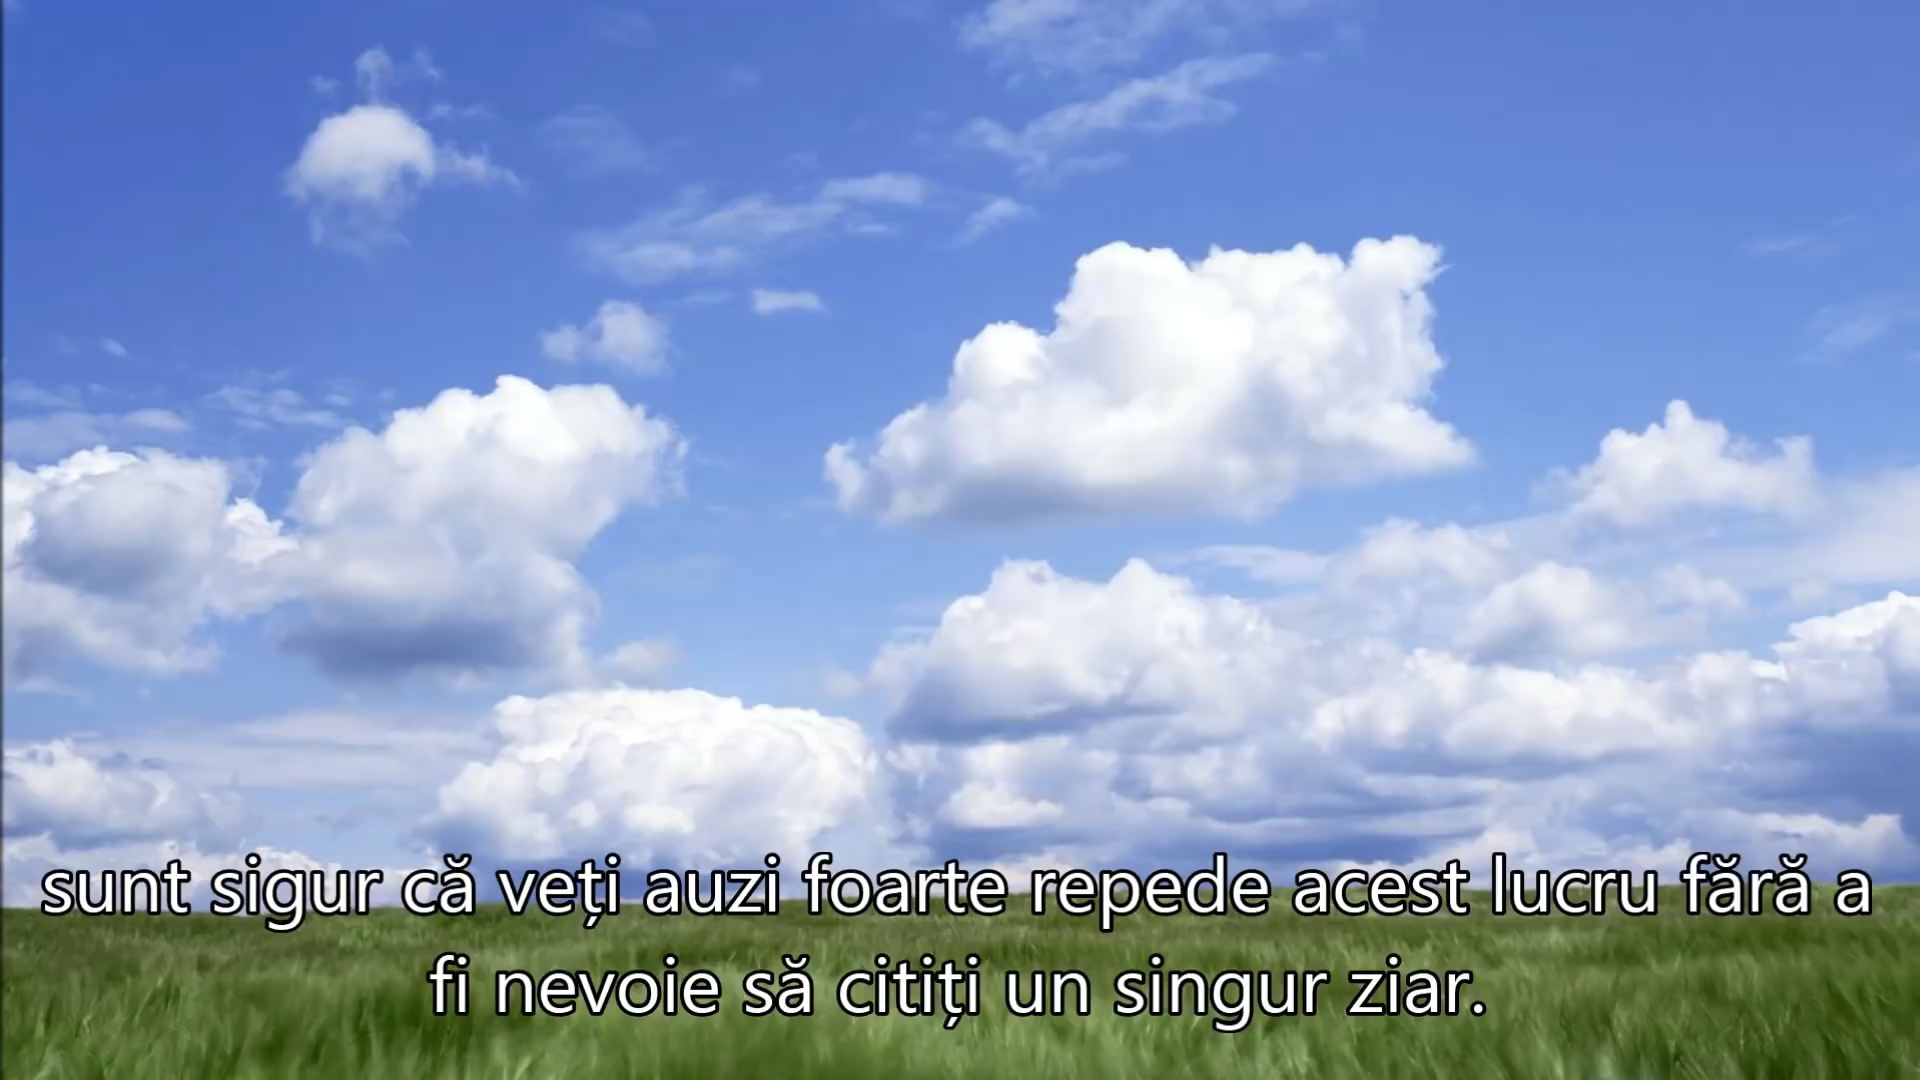 sunt sigur că veți auzi foarte repede acest lucru fără a
fi nevoie să citiți un singur ziar.